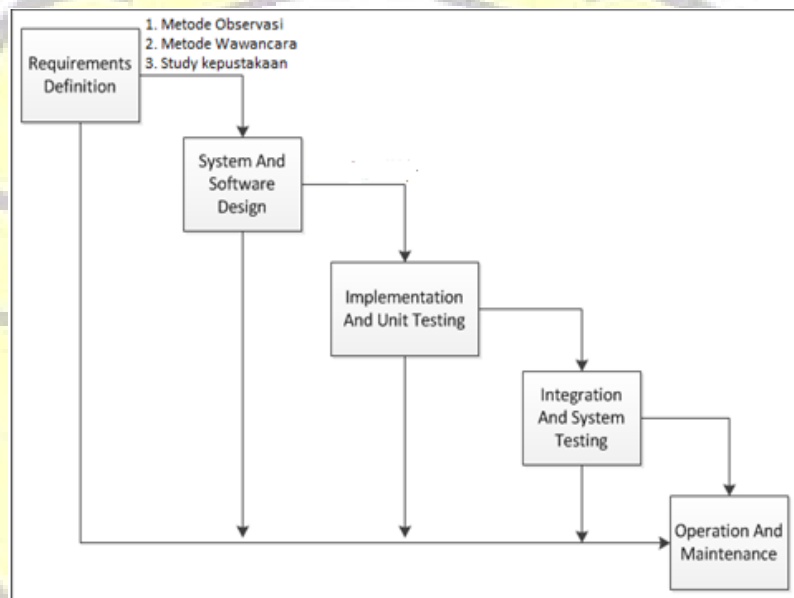 1. Metode Observasi
2. Metode Wawancara
3. Study kepustakaan
Requirements
Definition
System And
Software
Design
Implementation
And Unit Testing
Integration
And System
Testing
Operation And
Maintenance